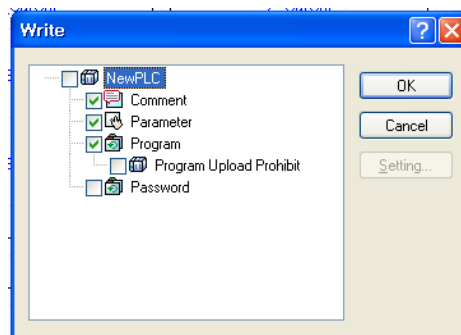 Write
NewPLC
OK
Comment
Parameter
Cancel
Program
Program Upload Prohibit
Setting...
Password